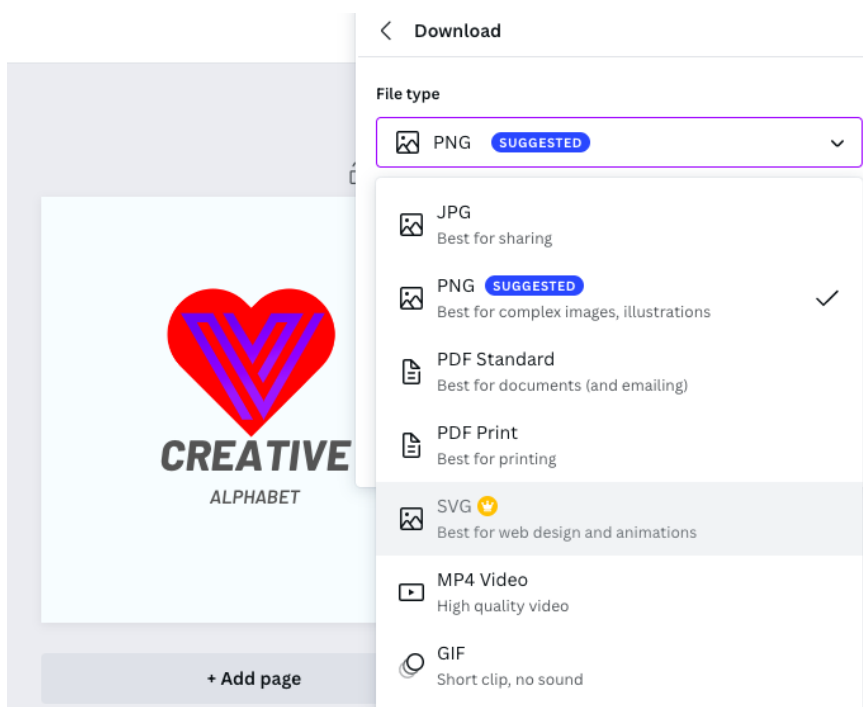 Download
File type
PNG SUGGESTED
JPG
Best for sharing
PNG SUGGESTED
Best for complex images, illustrations
PDF Standard
Best for documents (and emailing)
PDF Print
Best for printing
SVG
Best for web design and animations
MP4 Video
High quality video
GIF
Short clip, no sound
V
CREATIVE
ALPHABET
+ Add page